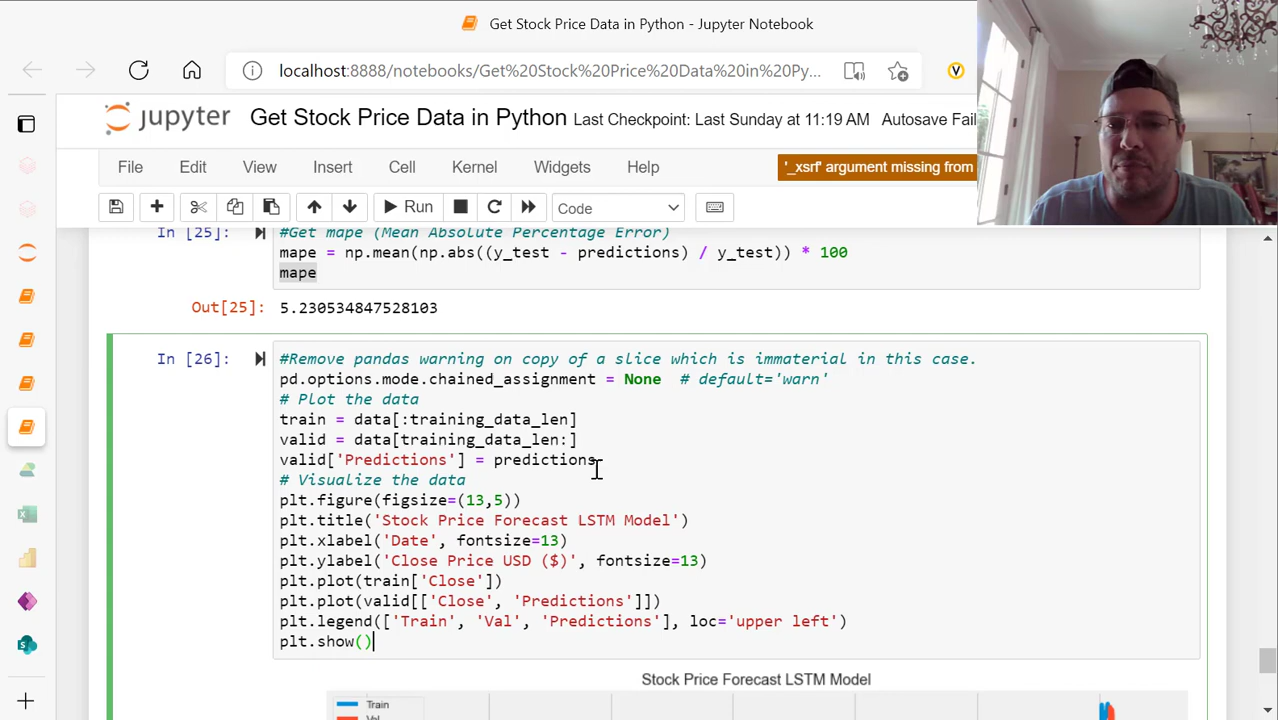 Get Stock Price Data in Python - Jupyter Notebook
localhost:8888/notebooks/Get%20Stock%20Price%20Data%20in%20Py...
V
jupyter Get Stock Price Data in Python Last Checkpoint: Last Sunday at 11:19 AM Autosave Fail
File Edit View Insert Cell Kernel Widgets Help
'_xsrf' argument missing from
Run Code
In [25]: #Get mape (Mean Absolute Percentage Error)
mape = np.mean(np.abs((y_test - predictions) / y_test)) * 100
mape
Out[25]: 5.230534847528103
In [26]: #Remove pandas warning on copy of a slice which is immaterial in this case.
pd.options.mode.chained_assignment = None # default='warn'
# Plot the data
train = data[:training_data_len]
valid = data[training_data_len:]
valid['Predictions'] = predictions
# Visualize the data
plt.figure(figsize=(13,5))
plt.title('Stock Price Forecast LSTM Model')
plt.xlabel('Date', fontsize=13)
plt.ylabel('Close Price USD ($)', fontsize=13)
plt.plot(train['Close'])
plt.plot(valid[['Close', 'Predictions']])
plt.legend(['Train', 'Val', 'Predictions'], loc='upper left')
plt.show()
Stock Price Forecast LSTM Model
Train
Val